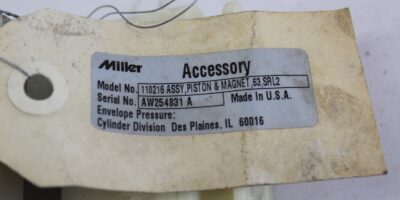 Miller Accessory
Model No. 110216 ASSY,PISTON & MAGNET,63,SRL2
Serial No. AW254831 A Made in U.S.A.
Envelope Pressure:
Cylinder Division Des Plaines, IL 60016